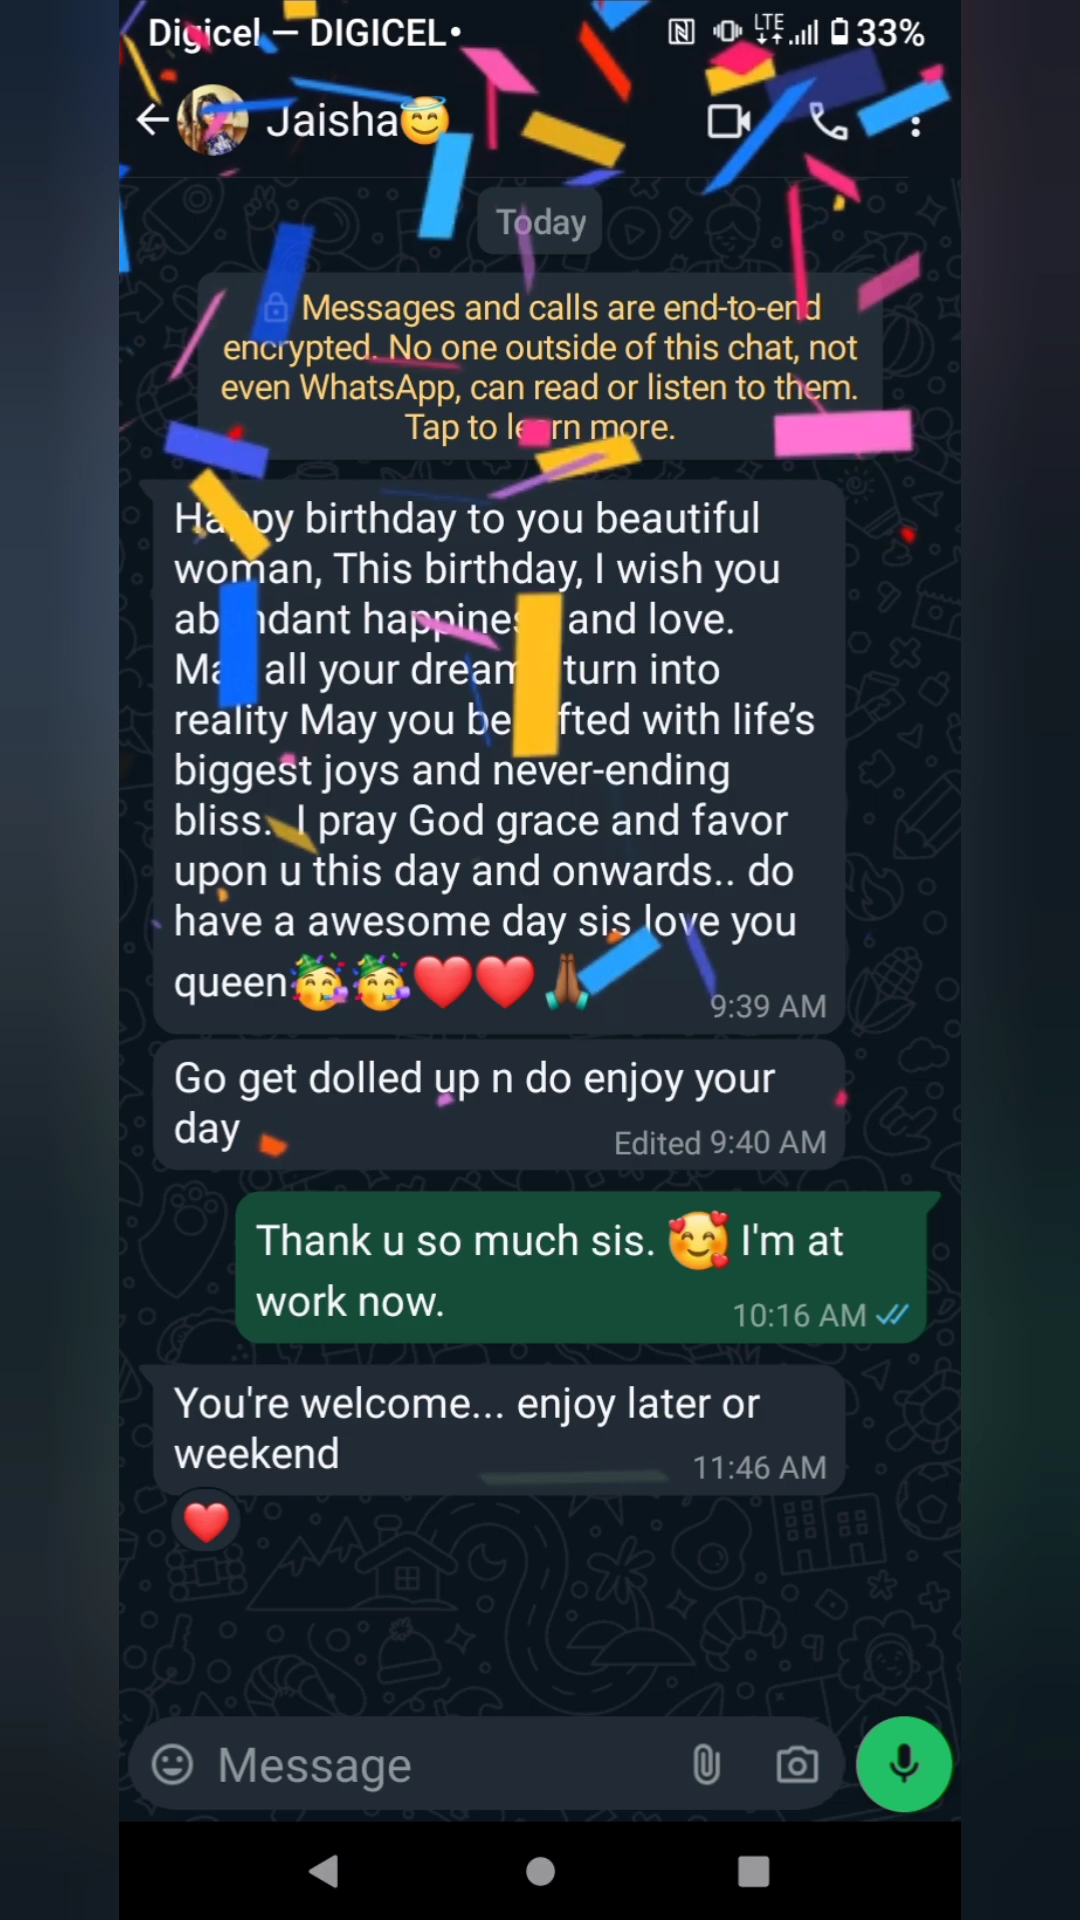 Digicel — DIGICEL•
LTE
33%
Jaisha😇
Today
Messages and calls are end-to-end
encrypted. No one outside of this chat, not
even WhatsApp, can read or listen to them.
Tap to learn more.
Happy birthday to you beautiful
woman, This birthday, I wish you
abundant happiness and love.
May all your dreams turn into
reality May you be gifted with life’s
biggest joys and never-ending
bliss. I pray God grace and favor
upon u this day and onwards.. do
have a awesome day sis love you
queen🥳🥳❤️❤️🙏🏾
9:39 AM
Go get dolled up n do enjoy your
day
Edited 9:40 AM
Thank u so much sis. 🥰 I'm at
work now.
10:16 AM
You're welcome... enjoy later or
weekend
11:46 AM
❤️
Message